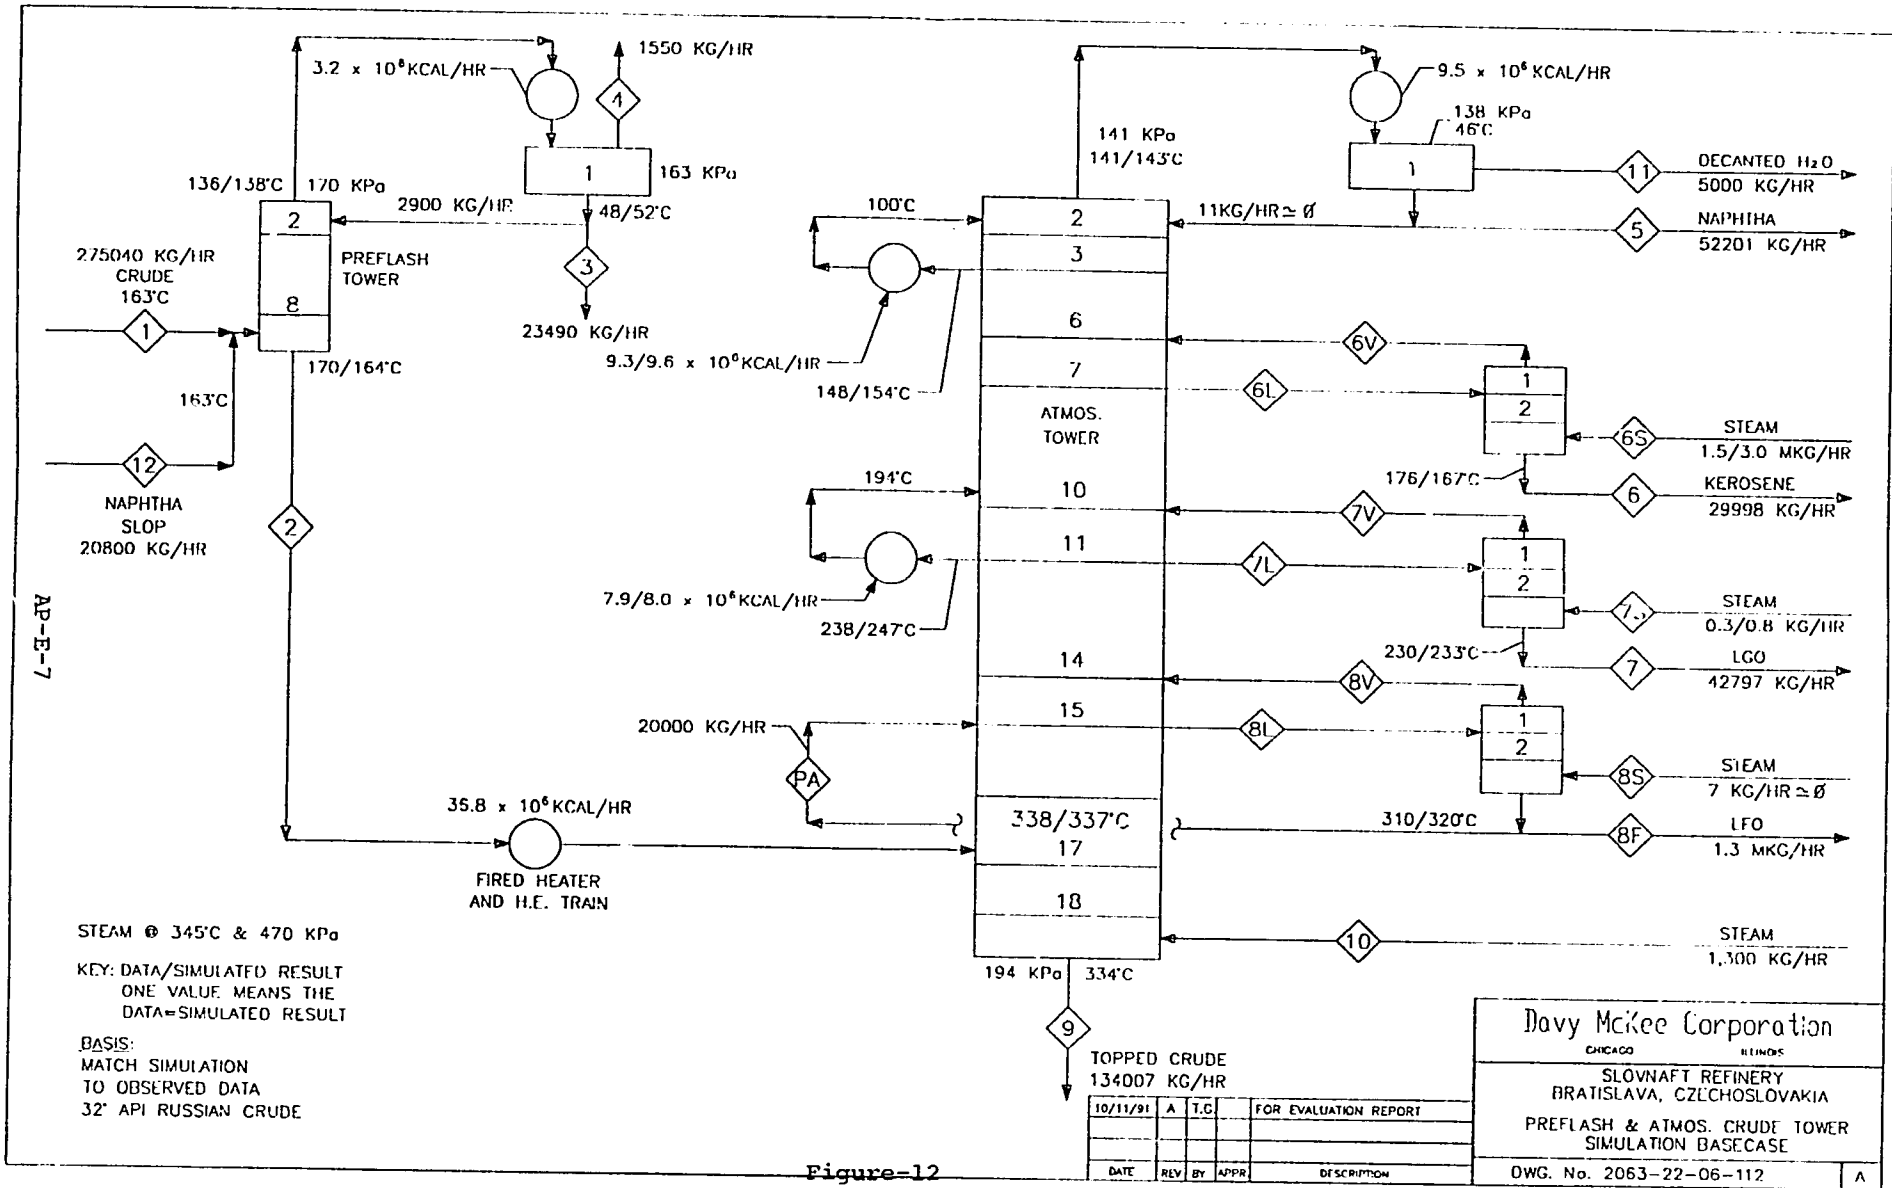 3.2 x 10⁶ KCAL/HR
1550 KG/HR
4
1
163 KPa
136/138°C
170 KPa
2900 KG/HR
48/52°C
2
PREFLASH
TOWER
8
275040 KG/HR
CRUDE
163°C
1
3
23490 KG/HR
170/164°C
163°C
12
NAPHTHA
SLOP
20800 KG/HR
2
35.8 x 10⁶ KCAL/HR
FIRED HEATER
AND H.E. TRAIN
9.5 x 10⁶ KCAL/HR
138 KPa
46°C
141 KPa
141/143°C
1
11
DECANTED H₂O
5000 KG/HR
11KG/HR ≃ Ø
5
NAPHTHA
52201 KG/HR
100°C
2
3
9.3/9.6 x 10⁶ KCAL/HR
148/154°C
6
6V
7
6L
1
2
ATMOS.
TOWER
6S
STEAM
1.5/3.0 MKG/HR
176/167°C
6
KEROSENE
29998 KG/HR
194°C
10
7V
11
7L
1
2
7.9/8.0 x 10⁶ KCAL/HR
238/247°C
STEAM
0.3/0.8 KG/HR
230/233°C
7
LGO
42797 KG/HR
14
8V
15
8L
1
2
20000 KG/HR
PA
8S
STEAM
7 KG/HR ≃ Ø
338/337°C
310/320°C
8F
LFO
1.3 MKG/HR
17
18
10
STEAM
1,300 KG/HR
194 KPa
334°C
9
TOPPED CRUDE
134007 KG/HR
STEAM @ 345°C & 470 KPa
KEY: DATA/SIMULATED RESULT
ONE VALUE MEANS THE
DATA=SIMULATED RESULT
BASIS:
MATCH SIMULATION
TO OBSERVED DATA
32° API RUSSIAN CRUDE
10/11/91 A T.C. FOR EVALUATION REPORT
DATE REV BY APPR DESCRIPTION
Davy McKee Corporation
CHICAGO ILLINOIS
SLOVNAFT REFINERY
BRATISLAVA, CZECHOSLOVAKIA
PREFLASH & ATMOS. CRUDE TOWER
SIMULATION BASECASE
DWG. No. 2063-22-06-112 A
Figure-12
AP-E-7